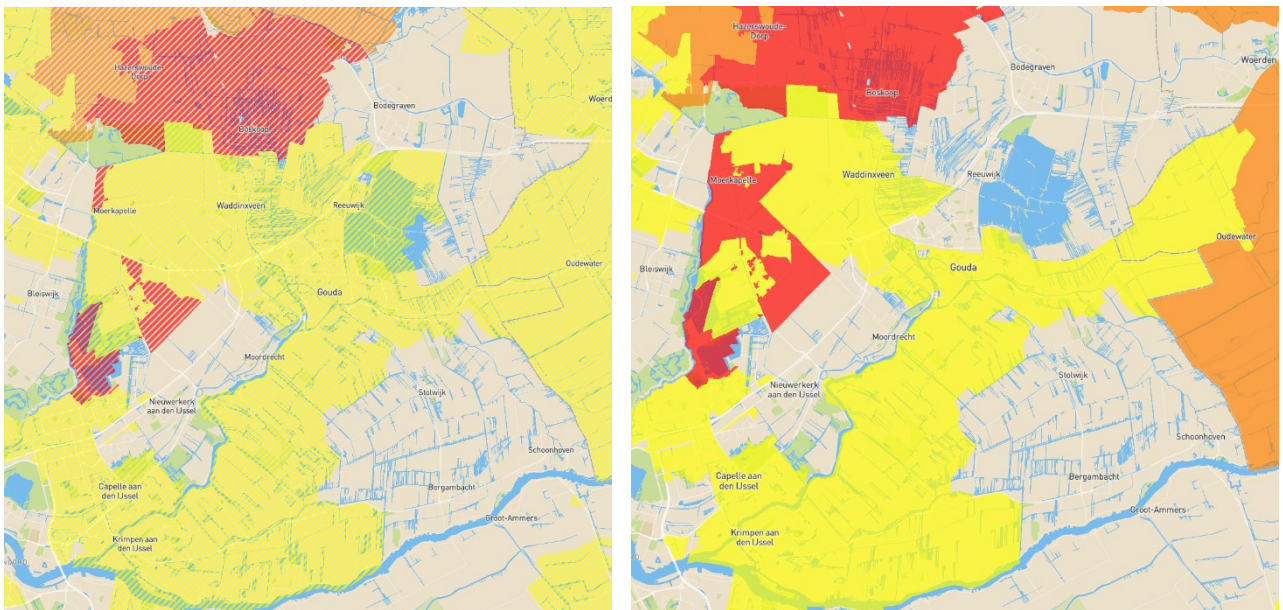 Hazerswoude-
Dorp
Boskoop
Bodegraven
Woerd
Moerkapelle
Waddinxveen
Reeuwijk
Bleiswijk
Gouda
Oudewater
Moordrecht
Nieuwerkerk
aan den IJssel
Stolwijk
Schoonhoven
Capelle aan
den IJssel
Bergambacht
Groot-Ammers
Krimpen aan
den IJssel
NOORD
Hazerswoude-
Dorp
Boskoop
Bodegraven
Woerden
Moerkapelle
Waddinxveen
Reeuwijk
Bleiswijk
Gouda
Oudewater
Moordrecht
Nieuwerkerk
aan den IJssel
Stolwijk
Schoonhoven
Capelle aan
den IJssel
Bergambacht
Groot-Ammers
Krimpen aan
den IJssel